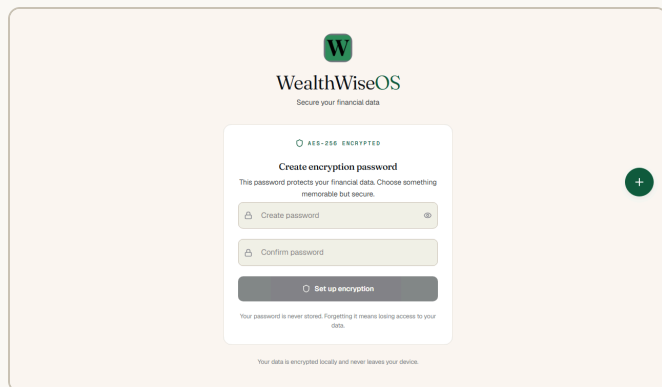 W
WealthWiseOS
Secure your financial data
AES-256 ENCRYPTED
Create encryption password
This password protects your financial data. Choose something
memorable but secure.
Create password
Confirm password
Set up encryption
Your password is never stored. Forgetting it means losing access to your
data.
Your data is encrypted locally and never leaves your device.